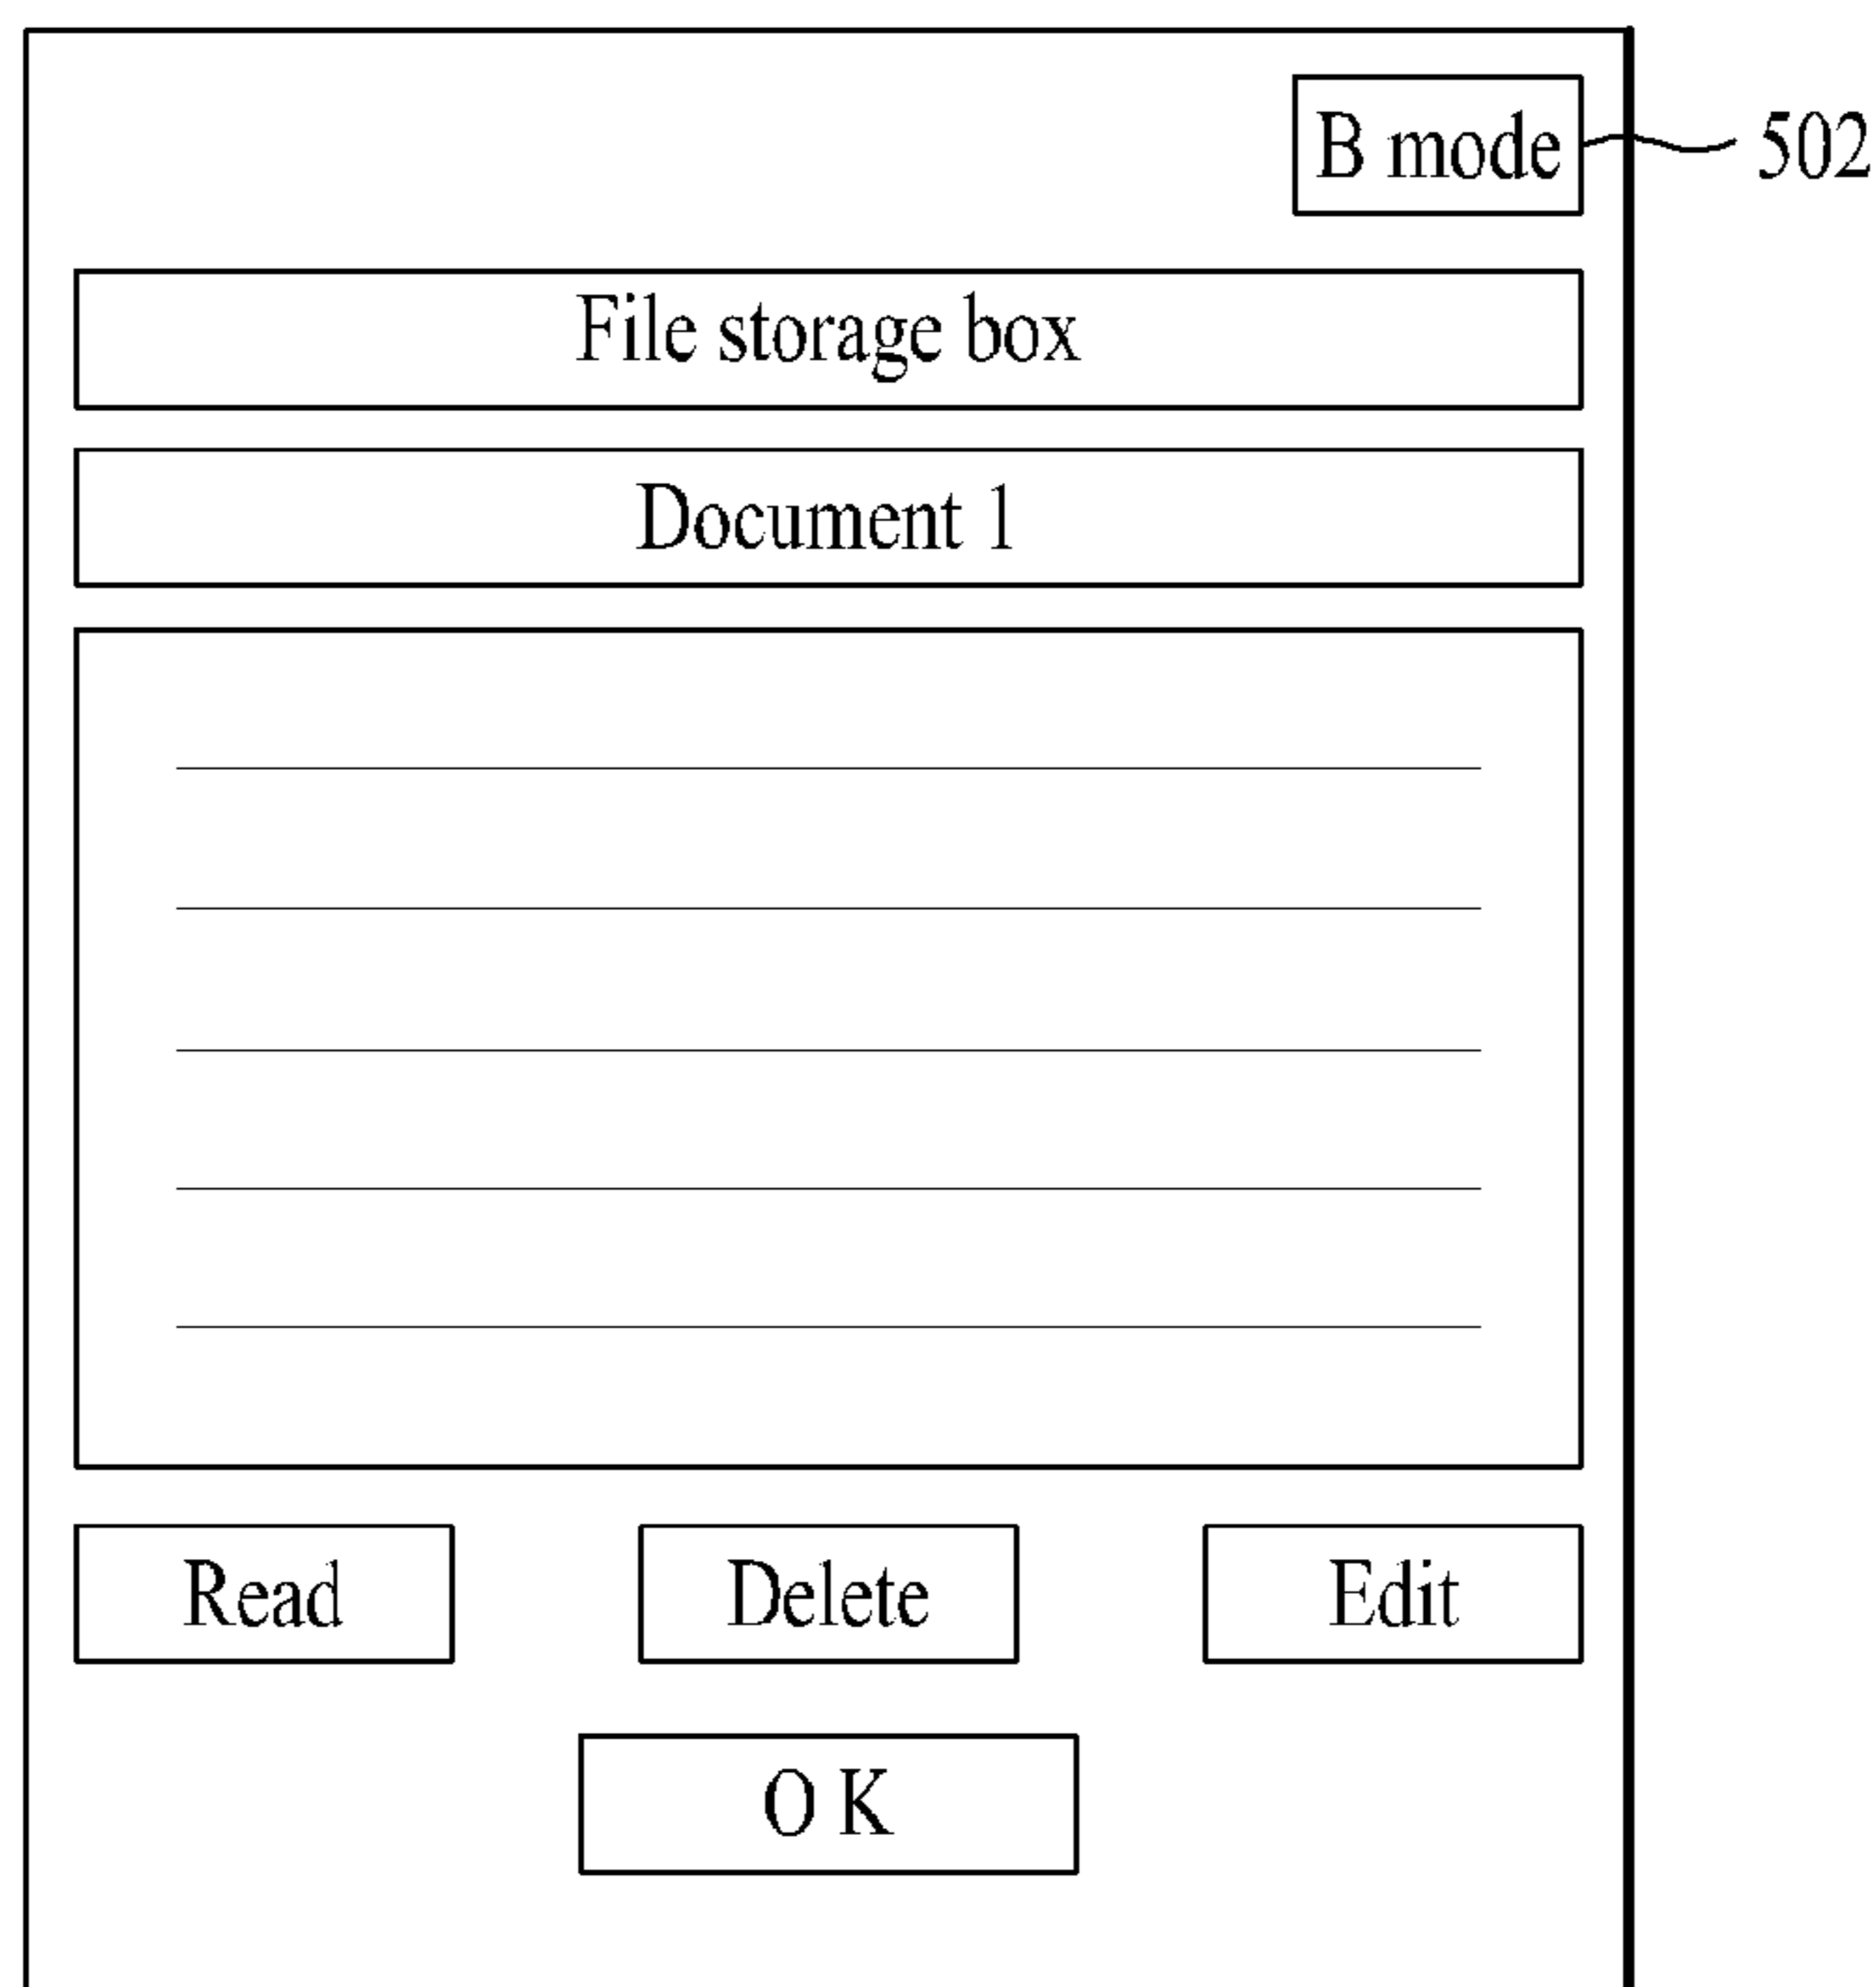 B mode 502
File storage box
Document 1
Read Delete Edit
O K